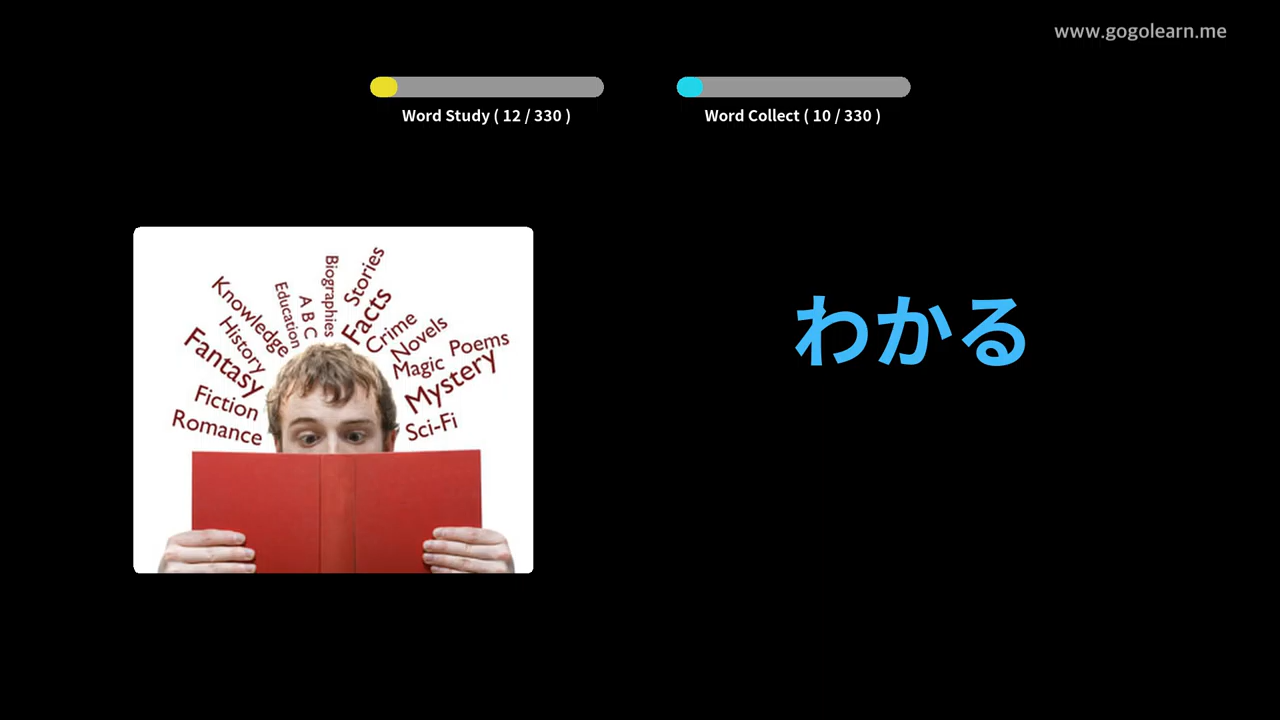 www.gogolearn.me
Word Study ( 12 / 330 )
Word Collect ( 10 / 330 )
Biographies
Stories
Education
A B C
Facts
Knowledge
Crime
History
Novels
Poems
Fantasy
Magic
Mystery
Fiction
Romance
Sci-Fi
わかる